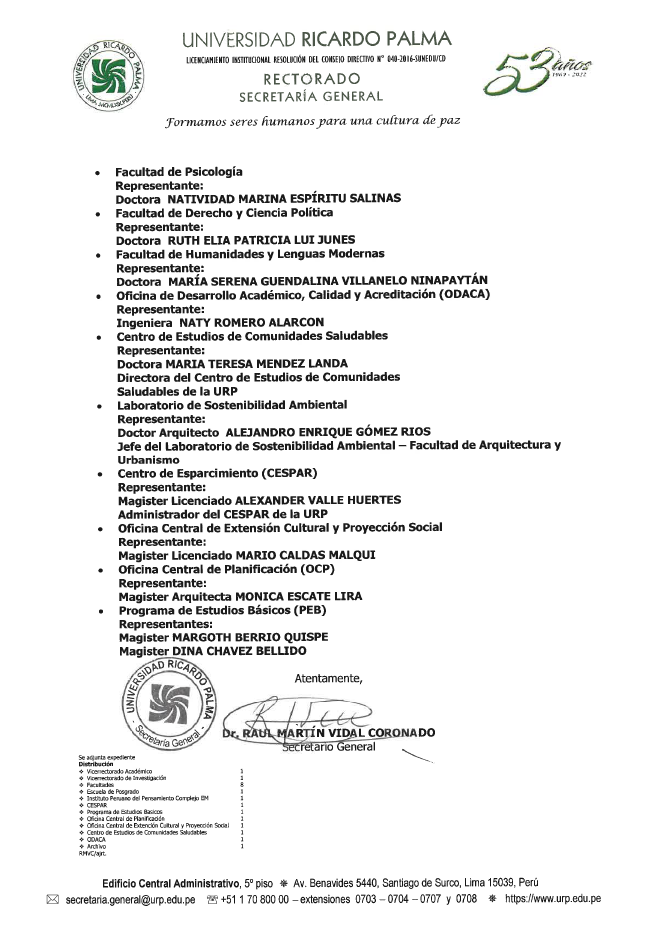 UNIVERSIDAD RICARDO PALMA
LICENCIAMIENTO INSTITUCIONAL RESOLUCIÓN DEL CONSEJO DIRECTIVO N° 040-2016-SUNEDU/CD
RECTORADO
SECRETARÍA GENERAL
Formamos seres humanos para una cultura de paz
UNIVERSIDAD RICARDO PALMA
53 años
1969 - 2022
• Facultad de Psicología
Representante:
Doctora NATIVIDAD MARINA ESPÍRITU SALINAS
• Facultad de Derecho y Ciencia Política
Representante:
Doctora RUTH ELIA PATRICIA LUI JUNES
• Facultad de Humanidades y Lenguas Modernas
Representante:
Doctora MARÍA SERENA GUENDALINA VILLANELO NINAPAYTÁN
• Oficina de Desarrollo Académico, Calidad y Acreditación (ODACA)
Representante:
Ingeniera NATY ROMERO ALARCON
• Centro de Estudios de Comunidades Saludables
Representante:
Doctora MARIA TERESA MENDEZ LANDA
Directora del Centro de Estudios de Comunidades
Saludables de la URP
• Laboratorio de Sostenibilidad Ambiental
Representante:
Doctor Arquitecto ALEJANDRO ENRIQUE GÓMEZ RIOS
Jefe del Laboratorio de Sostenibilidad Ambiental – Facultad de Arquitectura y
Urbanismo
• Centro de Esparcimiento (CESPAR)
Representante:
Magister Licenciado ALEXANDER VALLE HUERTES
Administrador del CESPAR de la URP
• Oficina Central de Extensión Cultural y Proyección Social
Representante:
Magister Licenciado MARIO CALDAS MALQUI
• Oficina Central de Planificación (OCP)
Representante:
Magister Arquitecta MONICA ESCATE LIRA
• Programa de Estudios Básicos (PEB)
Representantes:
Magister MARGOTH BERRIO QUISPE
Magister DINA CHAVEZ BELLIDO
UNIVERSIDAD RICARDO PALMA
Secretaría General
Atentamente,
Dr. RAUL MARTÍN VIDAL CORONADO
Secretario General
Se adjunta expediente
Distribución
❖ Vicerrectorado Académico 1
❖ Vicerrectorado de Investigación 1
❖ Facultades 8
❖ Escuela de Posgrado 1
❖ Instituto Peruano del Pensamiento Complejo EM 1
❖ CESPAR 1
❖ Programa de Estudios Basicos 1
❖ Oficina Central de Planificación 1
❖ Oficina Central de Extensión Cultural y Proyección Social 1
❖ Centro de Estudios de Comunidades Saludables 1
❖ ODACA 1
❖ Archivo 1
RMVC/ajrt.
Edificio Central Administrativo, 5º piso ✵ Av. Benavides 5440, Santiago de Surco, Lima 15039, Perú
✉ secretaria.general@urp.edu.pe ☏ +51 1 70 800 00 – extensiones 0703 – 0704 – 0707 y 0708 ✵ https://www.urp.edu.pe